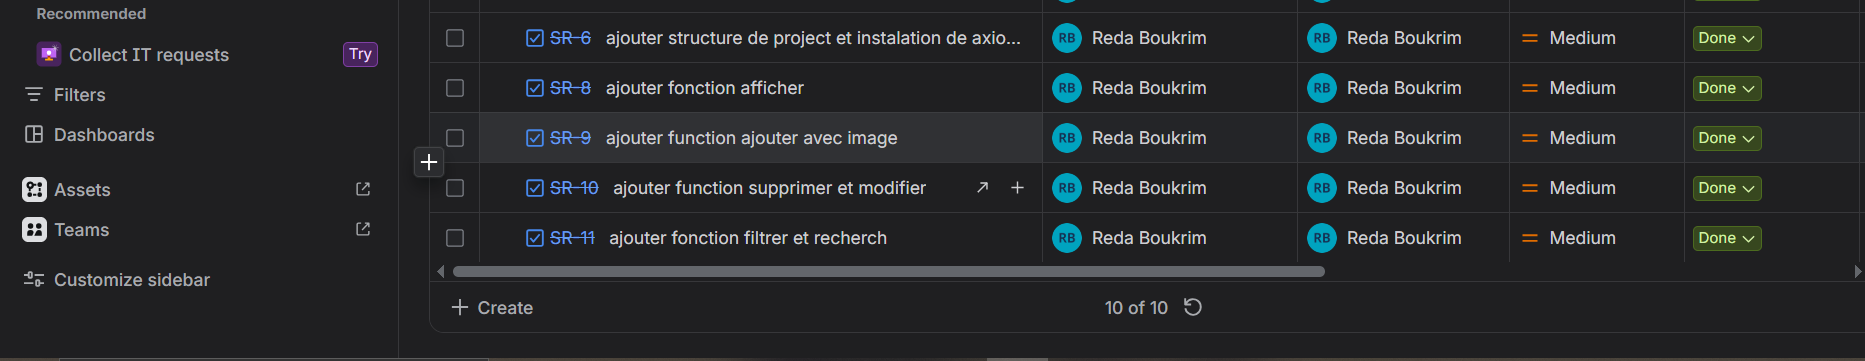 Recommended
Collect IT requests Try
Filters
Dashboards
Assets
Teams
Customize sidebar
SR-6 ajouter structure de project et instalation de axio... RB Reda Boukrim RB Reda Boukrim Medium Done
SR-8 ajouter fonction afficher RB Reda Boukrim RB Reda Boukrim Medium Done
SR-9 ajouter function ajouter avec image RB Reda Boukrim RB Reda Boukrim Medium Done
SR-10 ajouter function supprimer et modifier RB Reda Boukrim RB Reda Boukrim Medium Done
SR-11 ajouter fonction filtrer et recherch RB Reda Boukrim RB Reda Boukrim Medium Done
Create 10 of 10